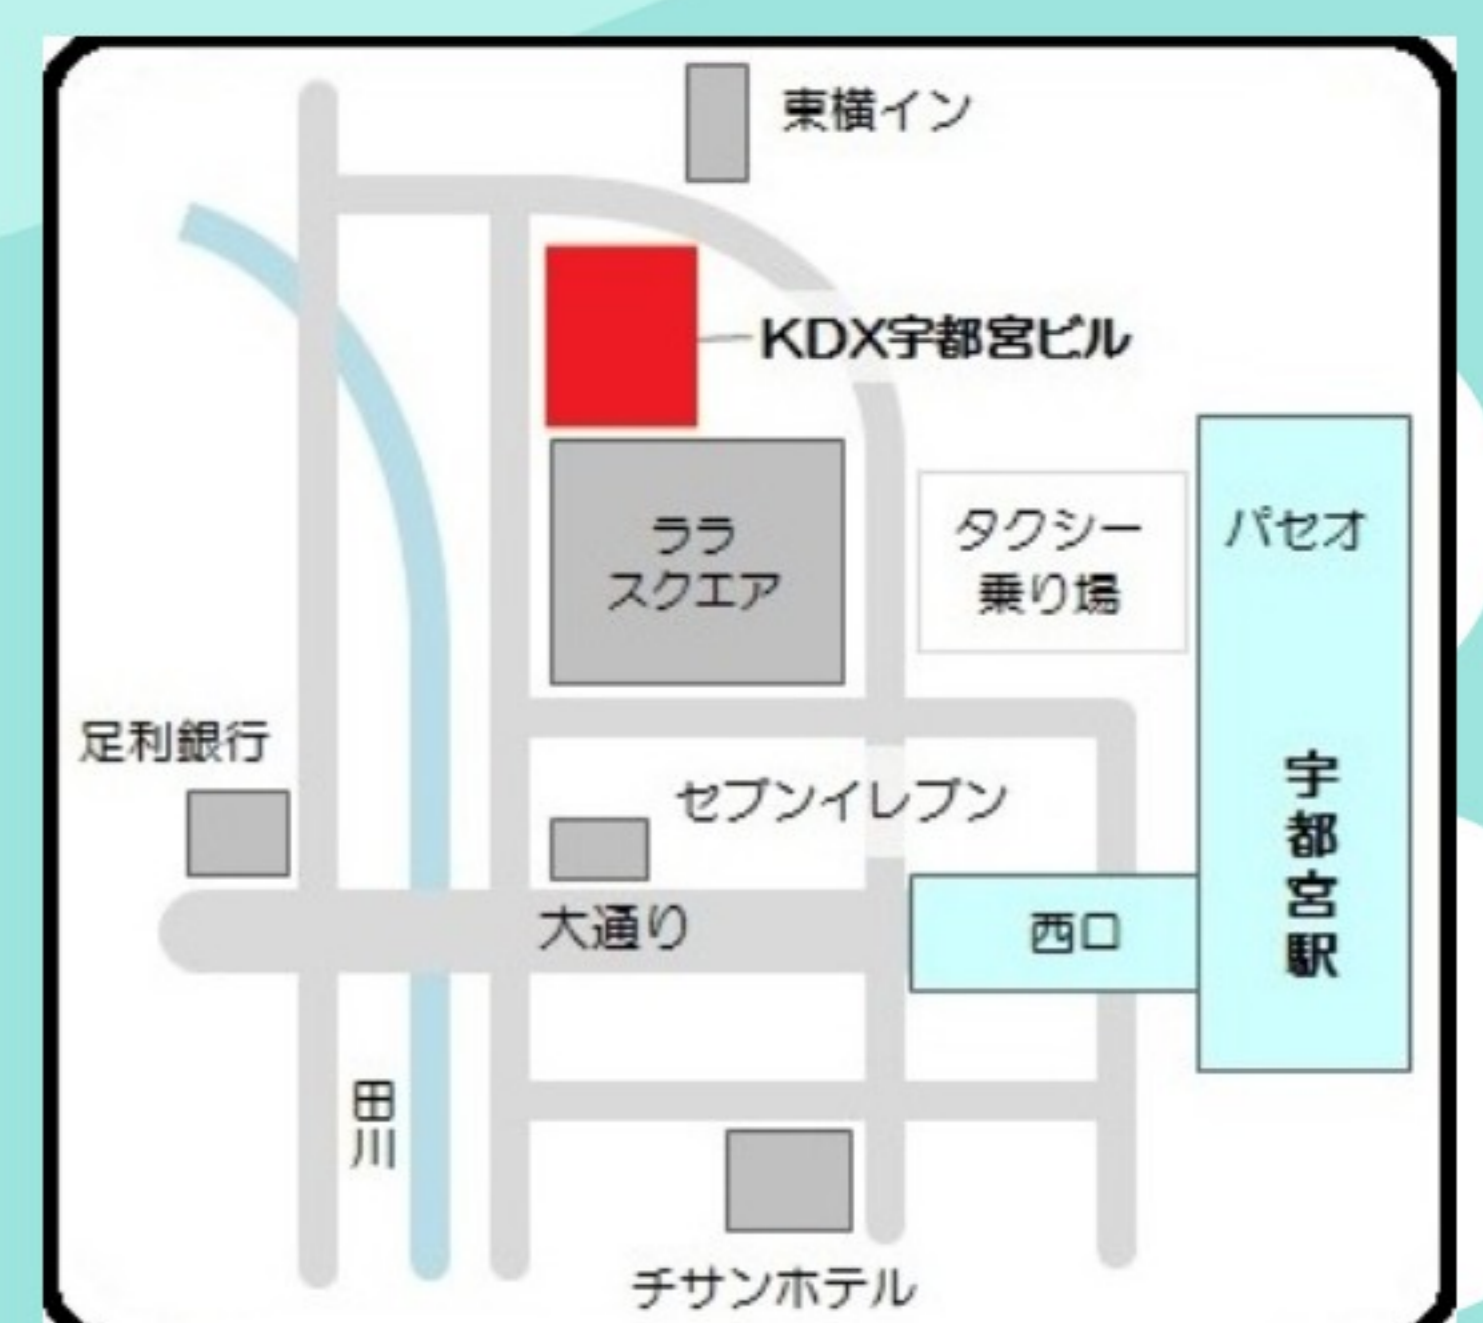 東横イン
KDX宇都宮ビル
ララ
スクエア
タクシー
乗り場
パセオ
足利銀行
セブンイレブン
宇都宮駅
大通り
西口
田川
チサンホテル